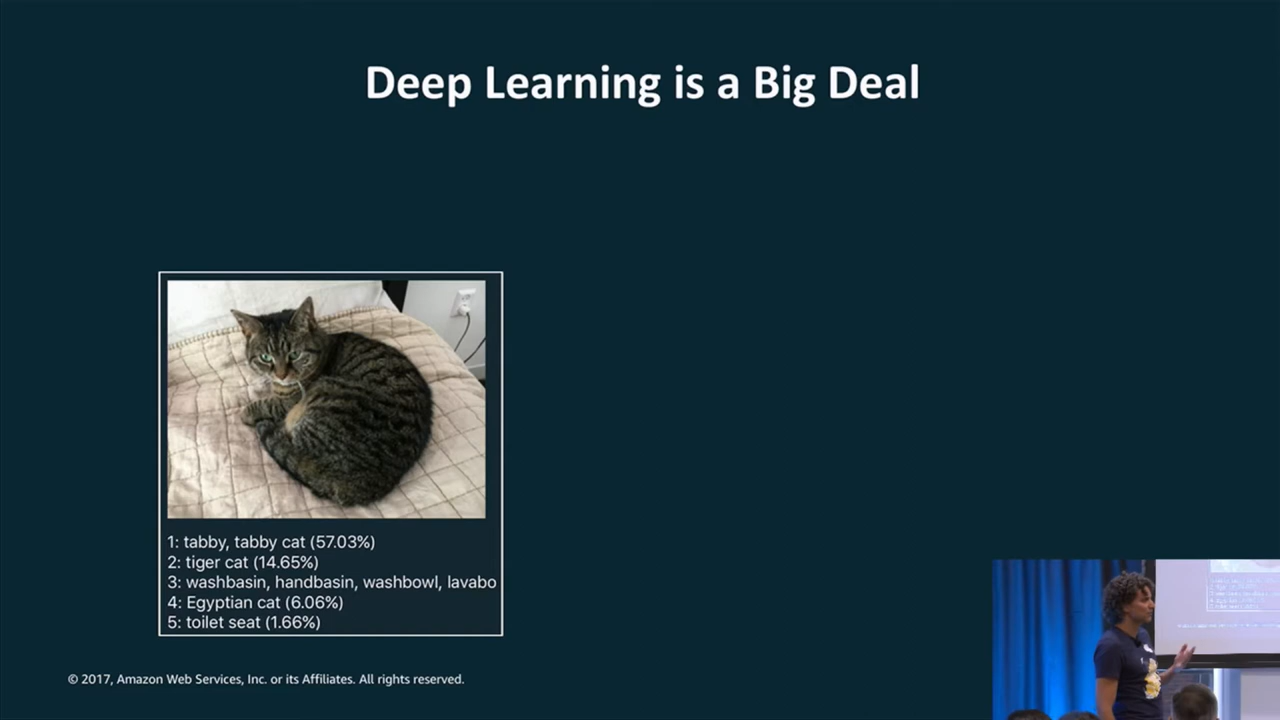 Deep Learning is a Big Deal
1: tabby, tabby cat (57.03%)
2: tiger cat (14.65%)
3: washbasin, handbasin, washbowl, lavabo
4: Egyptian cat (6.06%)
5: toilet seat (1.66%)
© 2017, Amazon Web Services, Inc. or its Affiliates. All rights reserved.